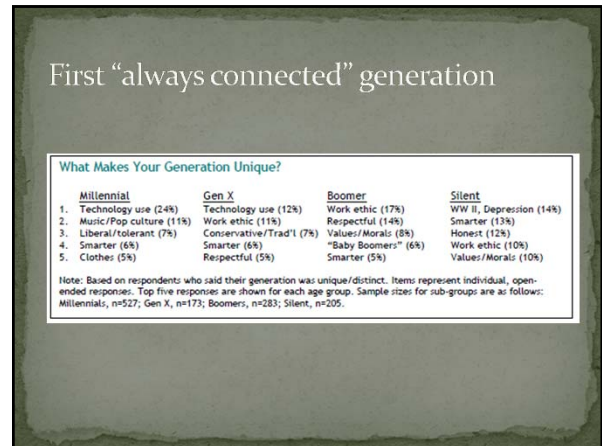 First “always connected” generation
What Makes Your Generation Unique?
Millennial Gen X Boomer Silent
1. Technology use (24%) Technology use (12%) Work ethic (17%) WW II, Depression (14%)
2. Music/Pop culture (11%) Work ethic (11%) Respectful (14%) Smarter (13%)
3. Liberal/tolerant (7%) Conservative/Trad'l (7%) Values/Morals (8%) Honest (12%)
4. Smarter (6%) Smarter (6%) “Baby Boomers” (6%) Work ethic (10%)
5. Clothes (5%) Respectful (5%) Smarter (5%) Values/Morals (10%)
Note: Based on respondents who said their generation was unique/distinct. Items represent individual, open-
ended responses. Top five responses are shown for each age group. Sample sizes for sub-groups are as follows:
Millennials, n=527; Gen X, n=173; Boomers, n=283; Silent, n=205.